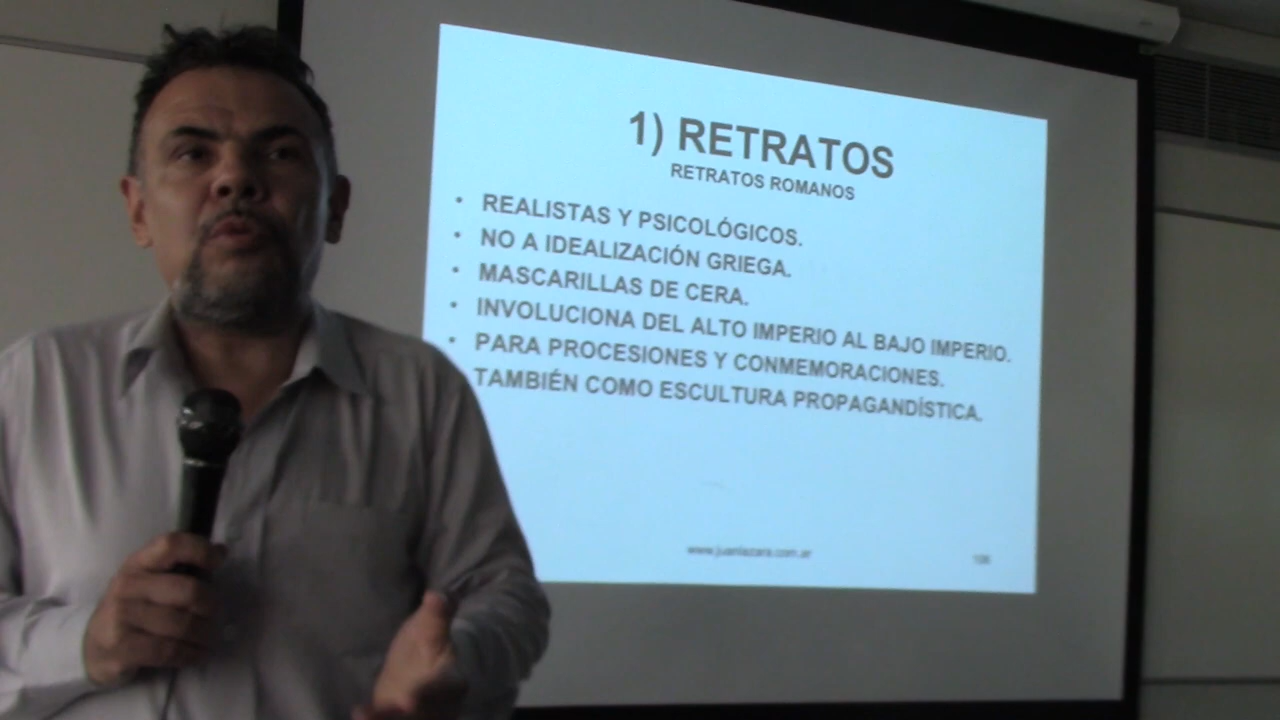 1) RETRATOS
RETRATOS ROMANOS
• REALISTAS Y PSICOLÓGICOS.
• NO A IDEALIZACIÓN GRIEGA.
• MASCARILLAS DE CERA.
• INVOLUCIONA DEL ALTO IMPERIO AL BAJO IMPERIO.
• PARA PROCESIONES Y CONMEMORACIONES.
TAMBIÉN COMO ESCULTURA PROPAGANDÍSTICA.
www.juanlazara.com.ar